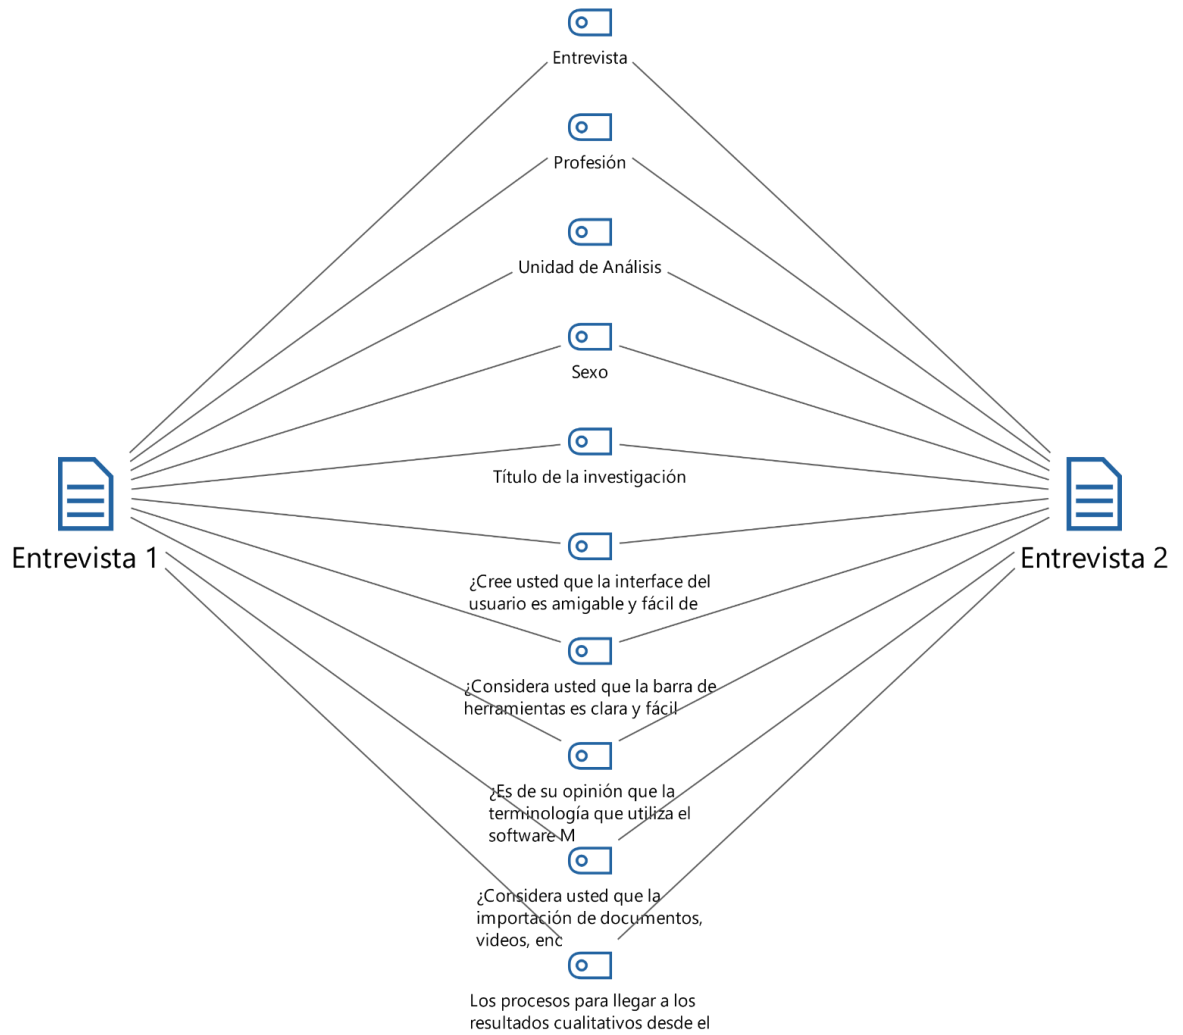 Entrevista
Profesión
Unidad de Análisis
Sexo
Título de la investigación
Entrevista 1
Entrevista 2
¿Cree usted que la interface del
usuario es amigable y fácil de
¿Considera usted que la barra de
herramientas es clara y fácil
¿Es de su opinión que la
terminología que utiliza el
software M
¿Considera usted que la
importación de documentos,
videos, enc
Los procesos para llegar a los
resultados cualitativos desde el